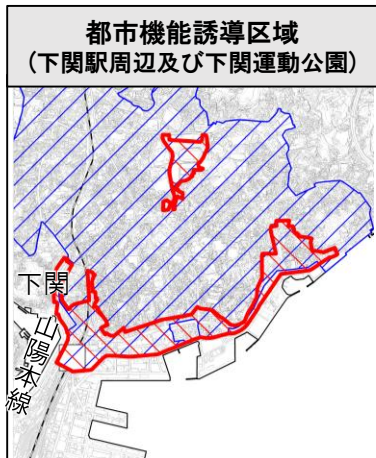 都市機能誘導区域
(下関駅周辺及び下関運動公園)
下関
山陽本線